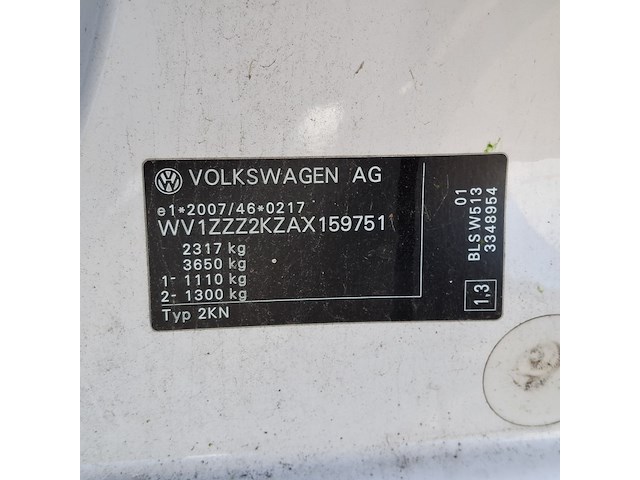 VOLKSWAGEN AG
e1*2007/46*0217
WV1ZZZ2KZAX159751
2317 kg
3650 kg
1- 1110 kg
2- 1300 kg
Typ 2KN
01
BLS W513
3348954
1,3